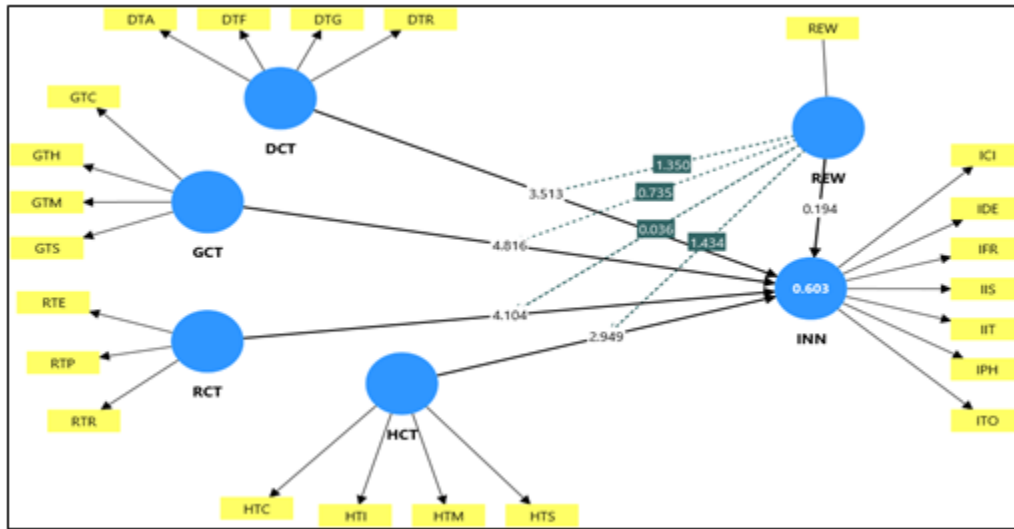 DTA DTF DTG DTR
REW
GTC
DCT
GTH
GTM
GTS
GCT
REW
1.350
0.735
0.036
1.434
3.513
4.816
4.104
2.949
0.194
ICI
IDE
IFR
IIS
IIT
IPH
ITO
0.603
INN
RTE
RTP
RTR
RCT
HCT
HTC HTI HTM HTS